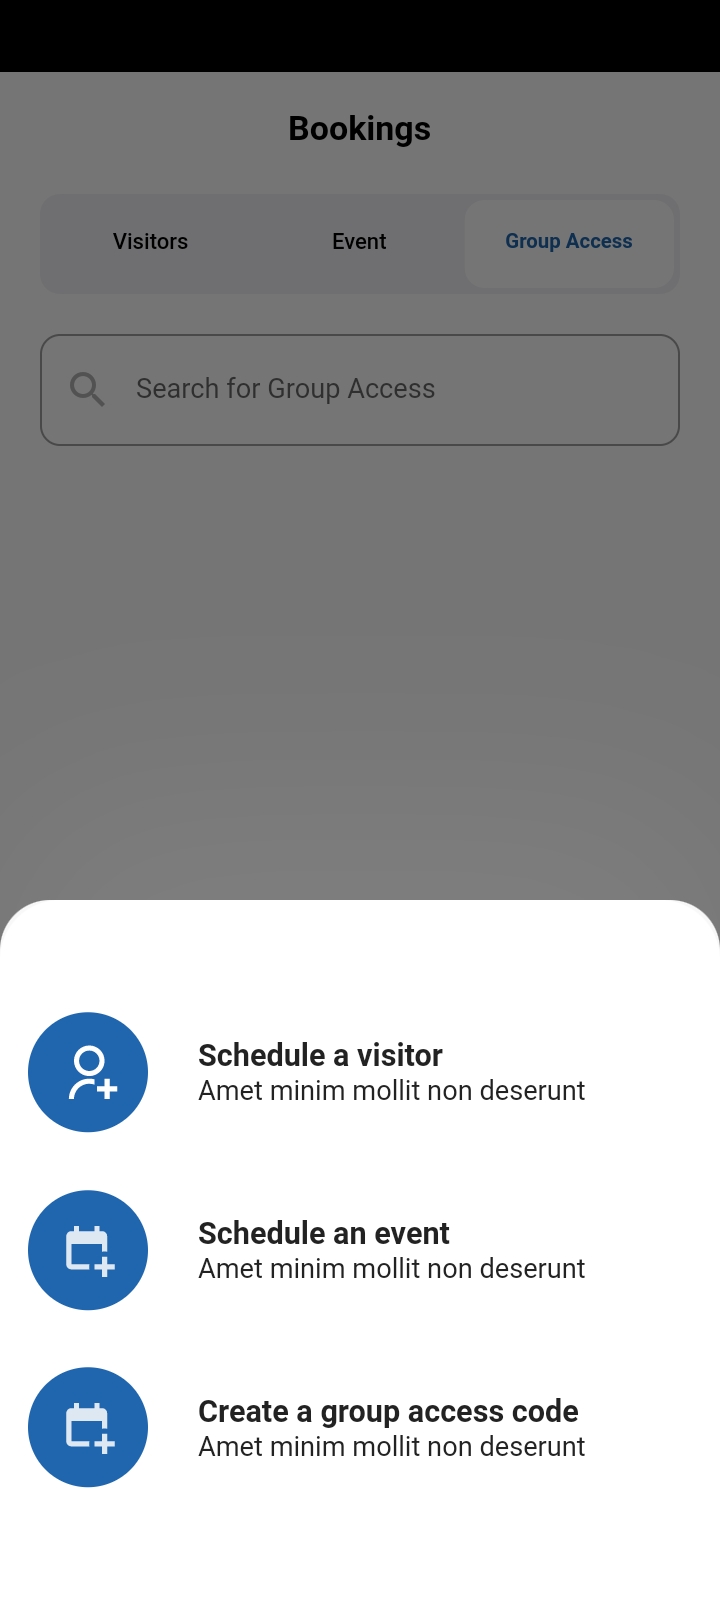 Bookings
Visitors
Event
Group Access
Search for Group Access
Schedule a visitor
Amet minim mollit non deserunt
Schedule an event
Amet minim mollit non deserunt
Create a group access code
Amet minim mollit non deserunt